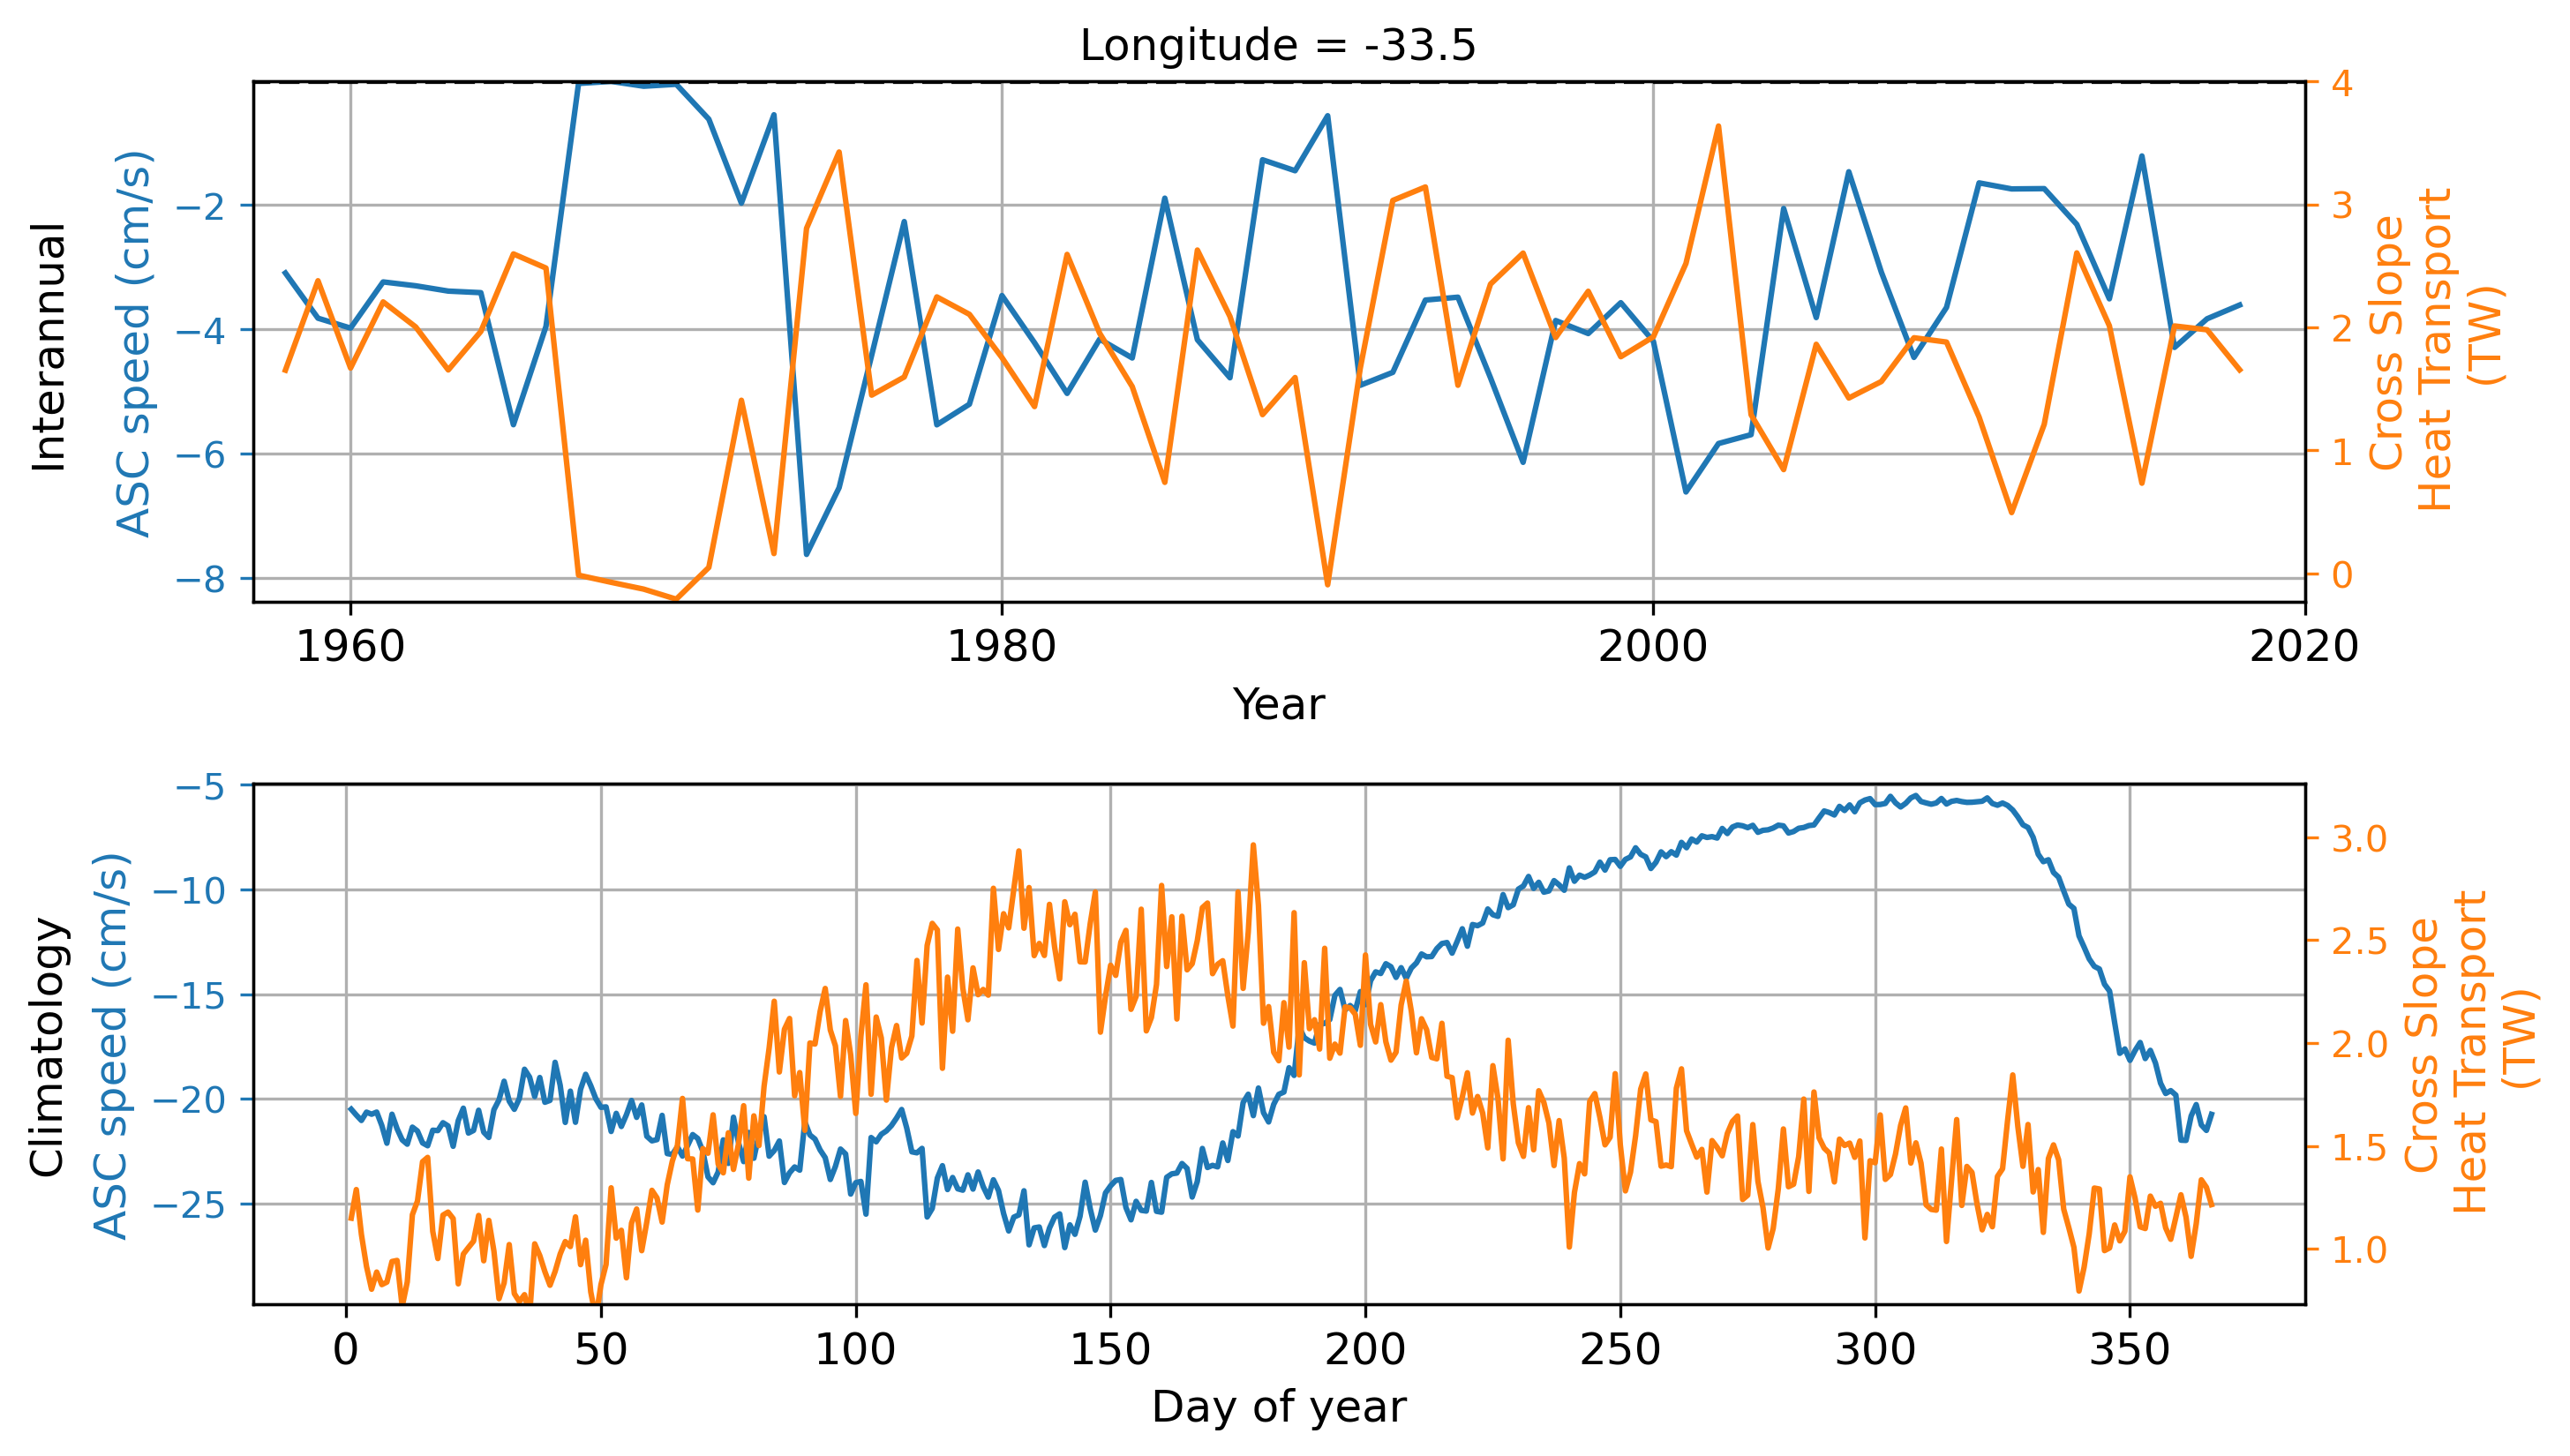 Longitude = -33.5
Interannual
ASC speed (cm/s)
−2
−4
−6
−8
4
3
2
1
0
Cross Slope
Heat Transport
(TW)
1960
1980
2000
2020
Year
Climatology
ASC speed (cm/s)
−5
−10
−15
−20
−25
3.0
2.5
2.0
1.5
1.0
Cross Slope
Heat Transport
(TW)
0
50
100
150
200
250
300
350
Day of year